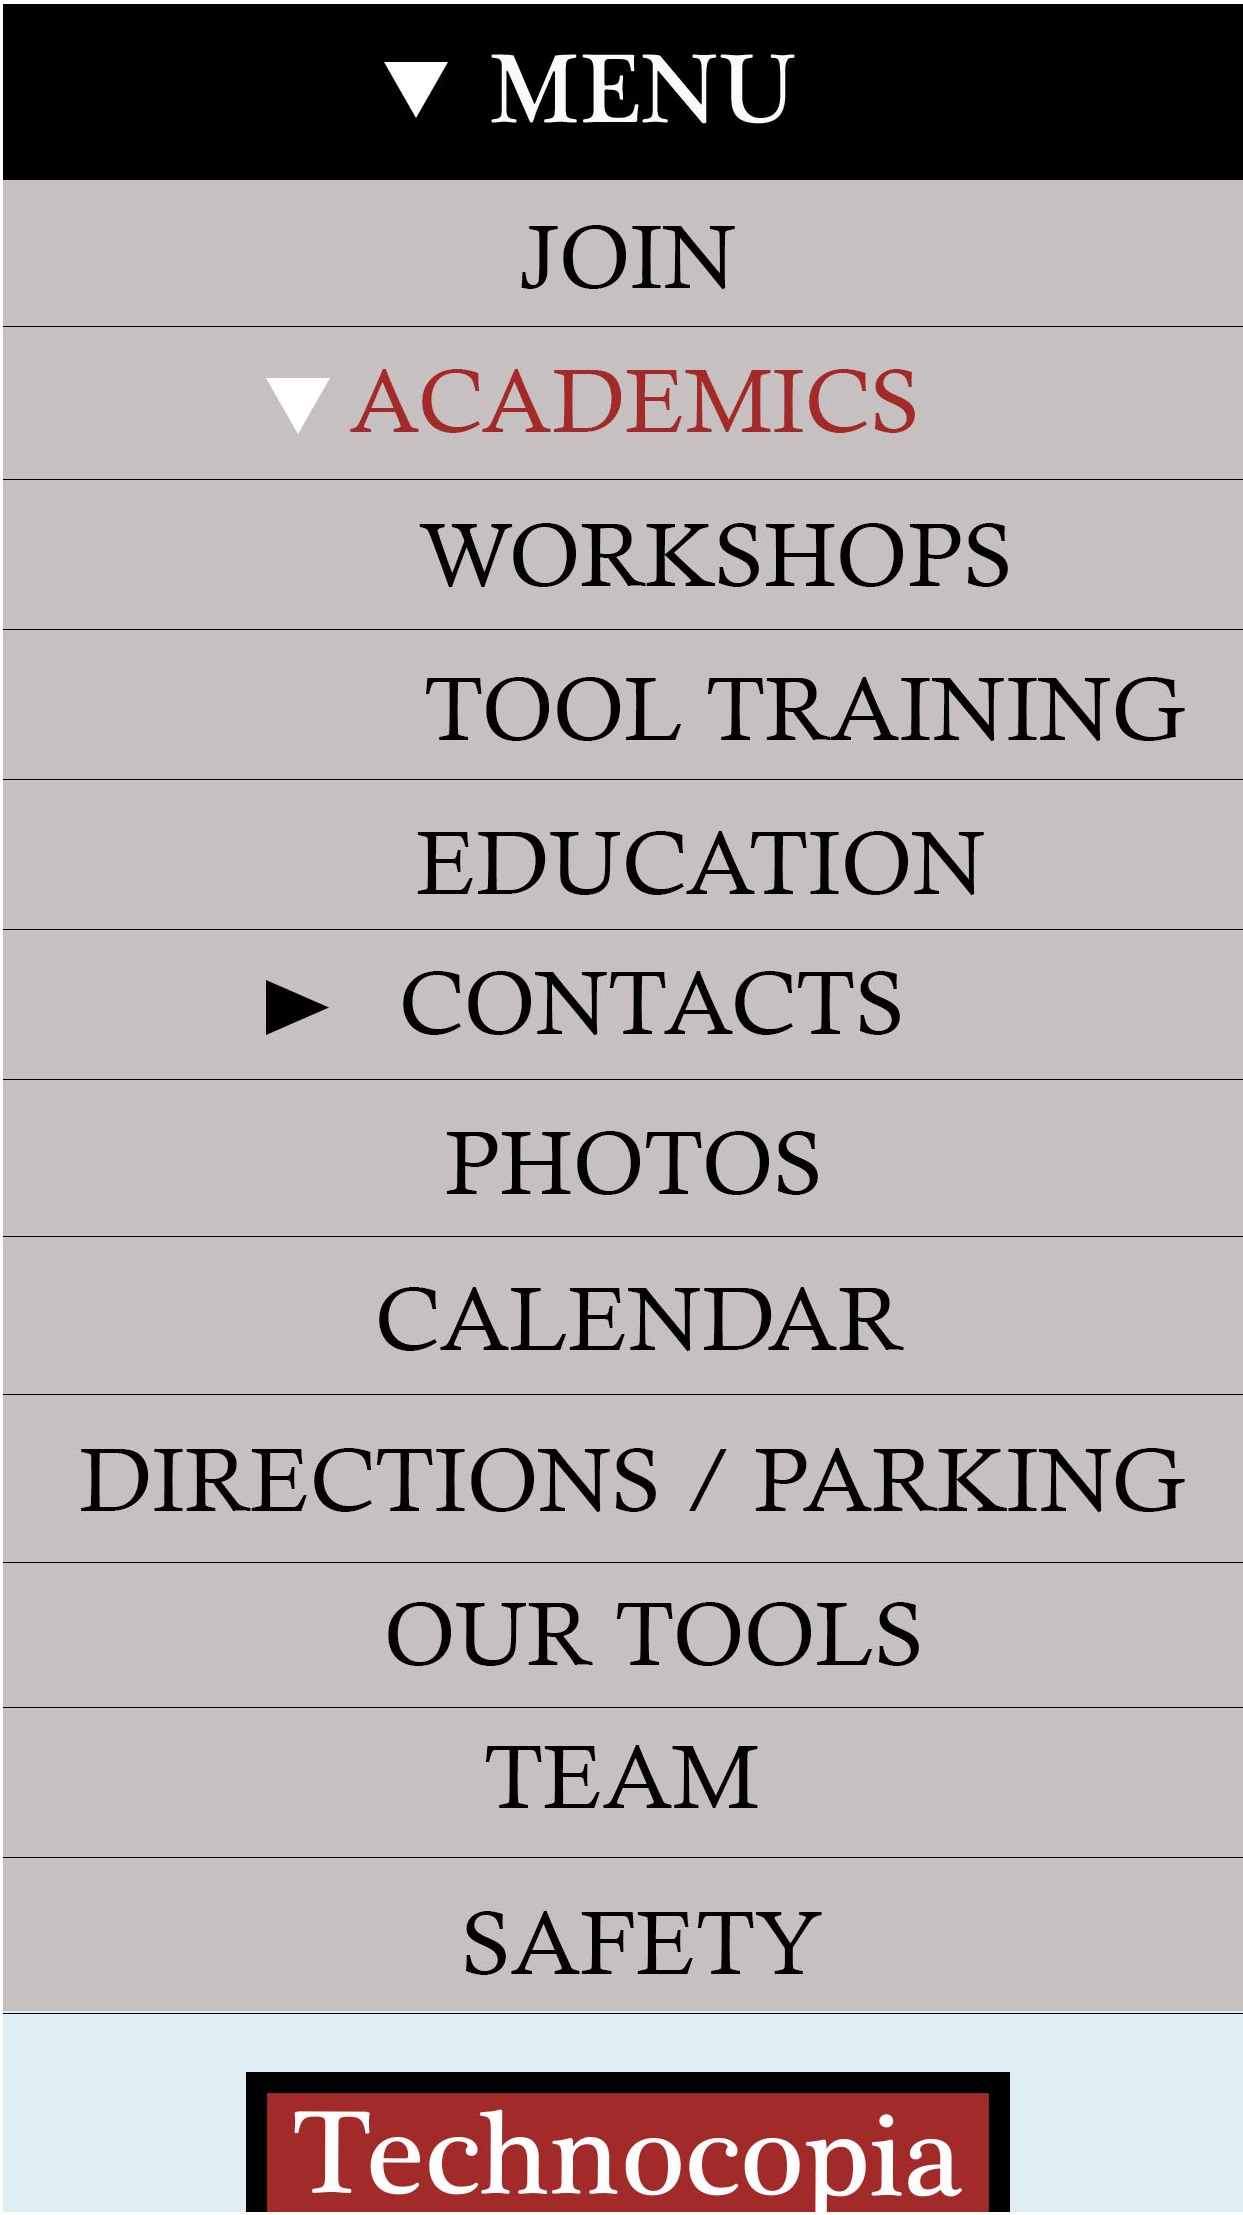 MENU
JOIN
ACADEMICS
WORKSHOPS
TOOL TRAINING
EDUCATION
CONTACTS
PHOTOS
CALENDAR
DIRECTIONS / PARKING
OUR TOOLS
TEAM
SAFETY
Technocopia